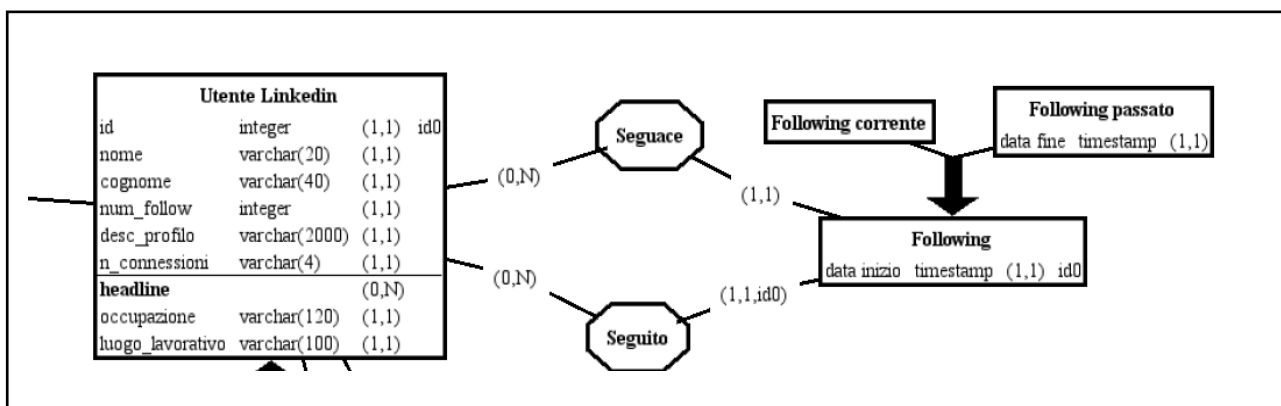 Utente Linkedin
id integer (1,1) id0
nome varchar(20) (1,1)
cognome varchar(40) (1,1)
num_follow integer (1,1)
desc_profilo varchar(2000) (1,1)
n_connessioni varchar(4) (1,1)
headline (0,N)
occupazione varchar(120) (1,1)
luogo_lavorativo varchar(100) (1,1)
(0,N)
Seguace
(1,1)
(0,N)
Seguito
(1,1,id0)
Following corrente
Following passato
data fine timestamp (1,1)
Following
data inizio timestamp (1,1) id0